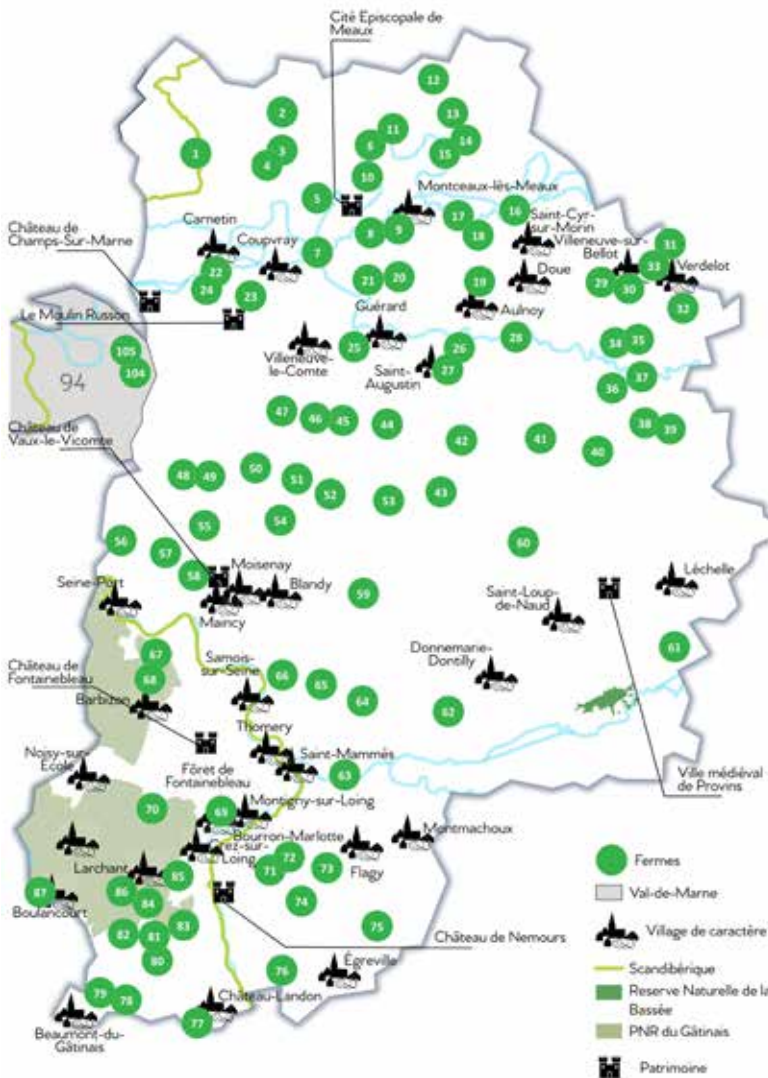 Cité Episcopale de
Meaux
12
2
13
11
14
6
3
15
1
4
10
5
Montceaux-lès-Meaux
16
17
Carnetin
Saint-Cyr-
sur-Morin
Château de
Champs-Sur-Marne
Coupvray
8
9
18
Villeneuve-sur-
Bellot
31
7
33
Verdelot
22
Doue
24
21
20
19
29
30
23
32
Le Moulin Russon
Guérard
Aulnoy
28
105
Villeneuve-
le-Comte
25
Saint-
Augustin
26
27
34
35
104
94
37
36
Château de
Vaux-le-Vicomte
47
46
45
44
38
39
42
41
40
48
49
50
51
52
53
43
55
54
56
57
60
58
Moisenay
Seine-Port
Blandy
59
Léchelle
Maincy
Saint-Loup-
de-Naud
67
Donnemarie-
Dontilly
61
Château de
Fontainebleau
68
Samois-
sur-Seine
66
65
Barbizon
64
62
Thomery
Noisy-sur-
École
Saint-Mammès
Fôret de
Fontainebleau
63
Ville médiéval
de Provins
70
69
Montigny-sur-Loing
Bourron-Marlotte
Montmachoux
Grez-sur-
Loing
72
Larchant
85
71
73
Flagy
Fermes
87
86
84
Boulancourt
74
Val-de-Marne
83
82
81
75
Château de Nemours
Village de caractère
80
Égreville
76
Scandibérique
79
78
Château-Landon
Reserve Naturelle de la
Bassée
77
Beaumont-du-
Gâtinais
PNR du Gâtinais
Patrimoine